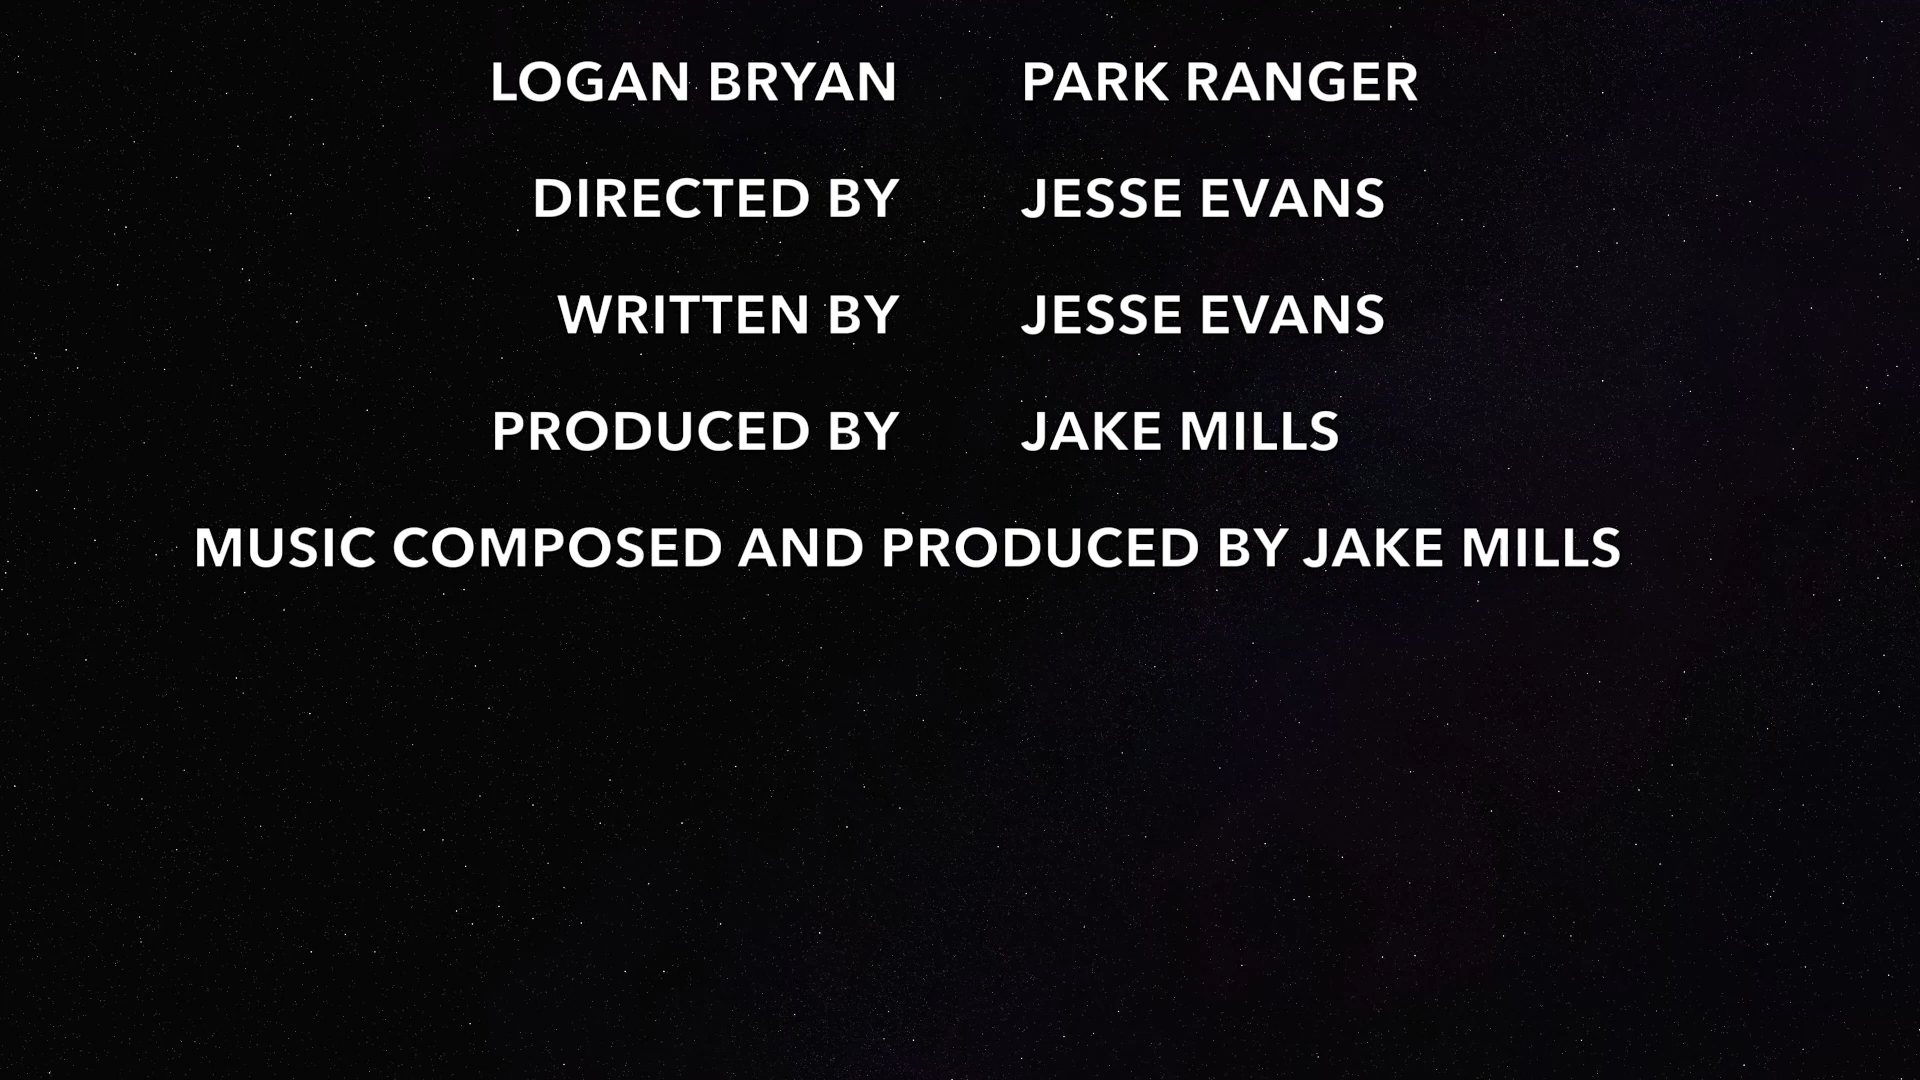 LOGAN BRYAN PARK RANGER
DIRECTED BY JESSE EVANS
WRITTEN BY JESSE EVANS
PRODUCED BY JAKE MILLS
MUSIC COMPOSED AND PRODUCED BY JAKE MILLS